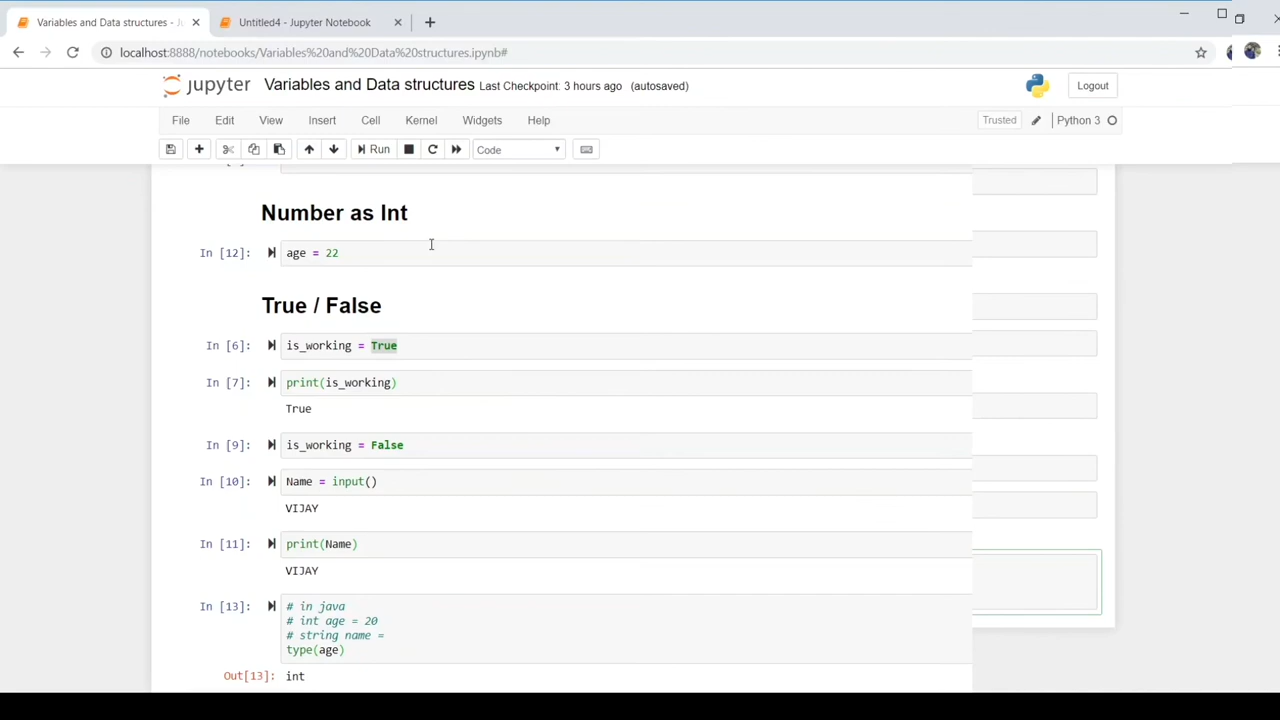 Variables and Data structures - Ju
Untitled4 - Jupyter Notebook
localhost:8888/notebooks/Variables%20and%20Data%20structures.ipynb#
jupyter Variables and Data structures Last Checkpoint: 3 hours ago (autosaved)
Logout
File Edit View Insert Cell Kernel Widgets Help
Trusted Python 3
Run Code
Number as Int
In [12]: age = 22
True / False
In [6]: is_working = True
In [7]: print(is_working)
True
In [9]: is_working = False
In [10]: Name = input()
VIJAY
In [11]: print(Name)
VIJAY
In [13]: # in java
# int age = 20
# string name =
type(age)
Out[13]: int